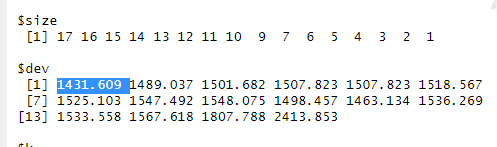 $size
[1] 17 16 15 14 13 12 11 10 9 7 6 5 4 3 2 1
$dev
[1] 1431.609 1489.037 1501.682 1507.823 1507.823 1518.567
[7] 1525.103 1547.492 1548.075 1498.457 1463.134 1536.269
[13] 1533.558 1567.618 1807.788 2413.853